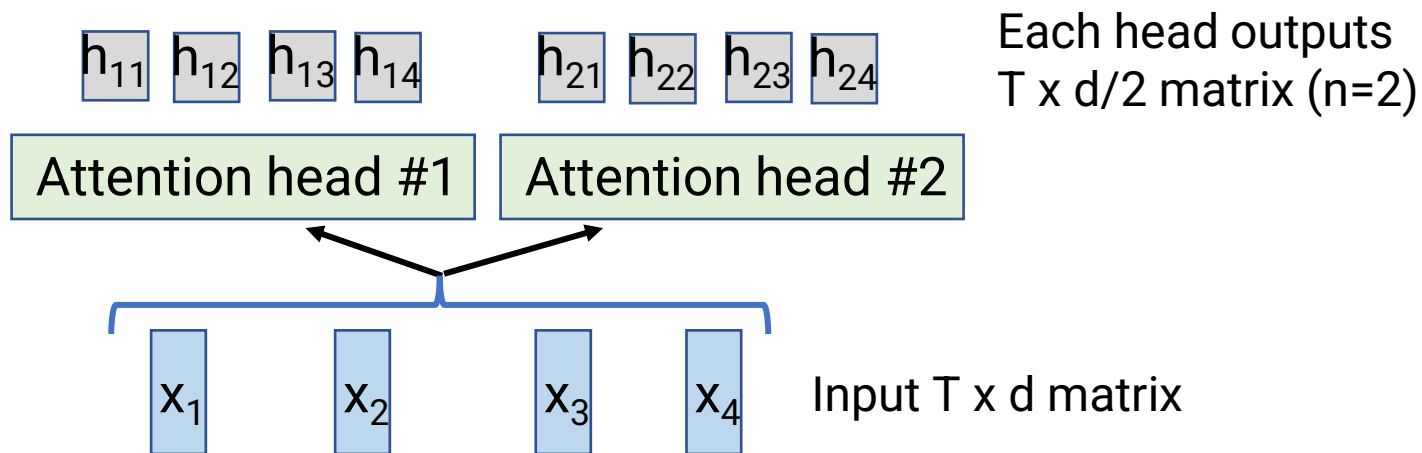 h11 h12 h13 h14 h21 h22 h23 h24 Each head outputs
T x d/2 matrix (n=2)
Attention head #1 Attention head #2
x1 x2 x3 x4 Input T x d matrix